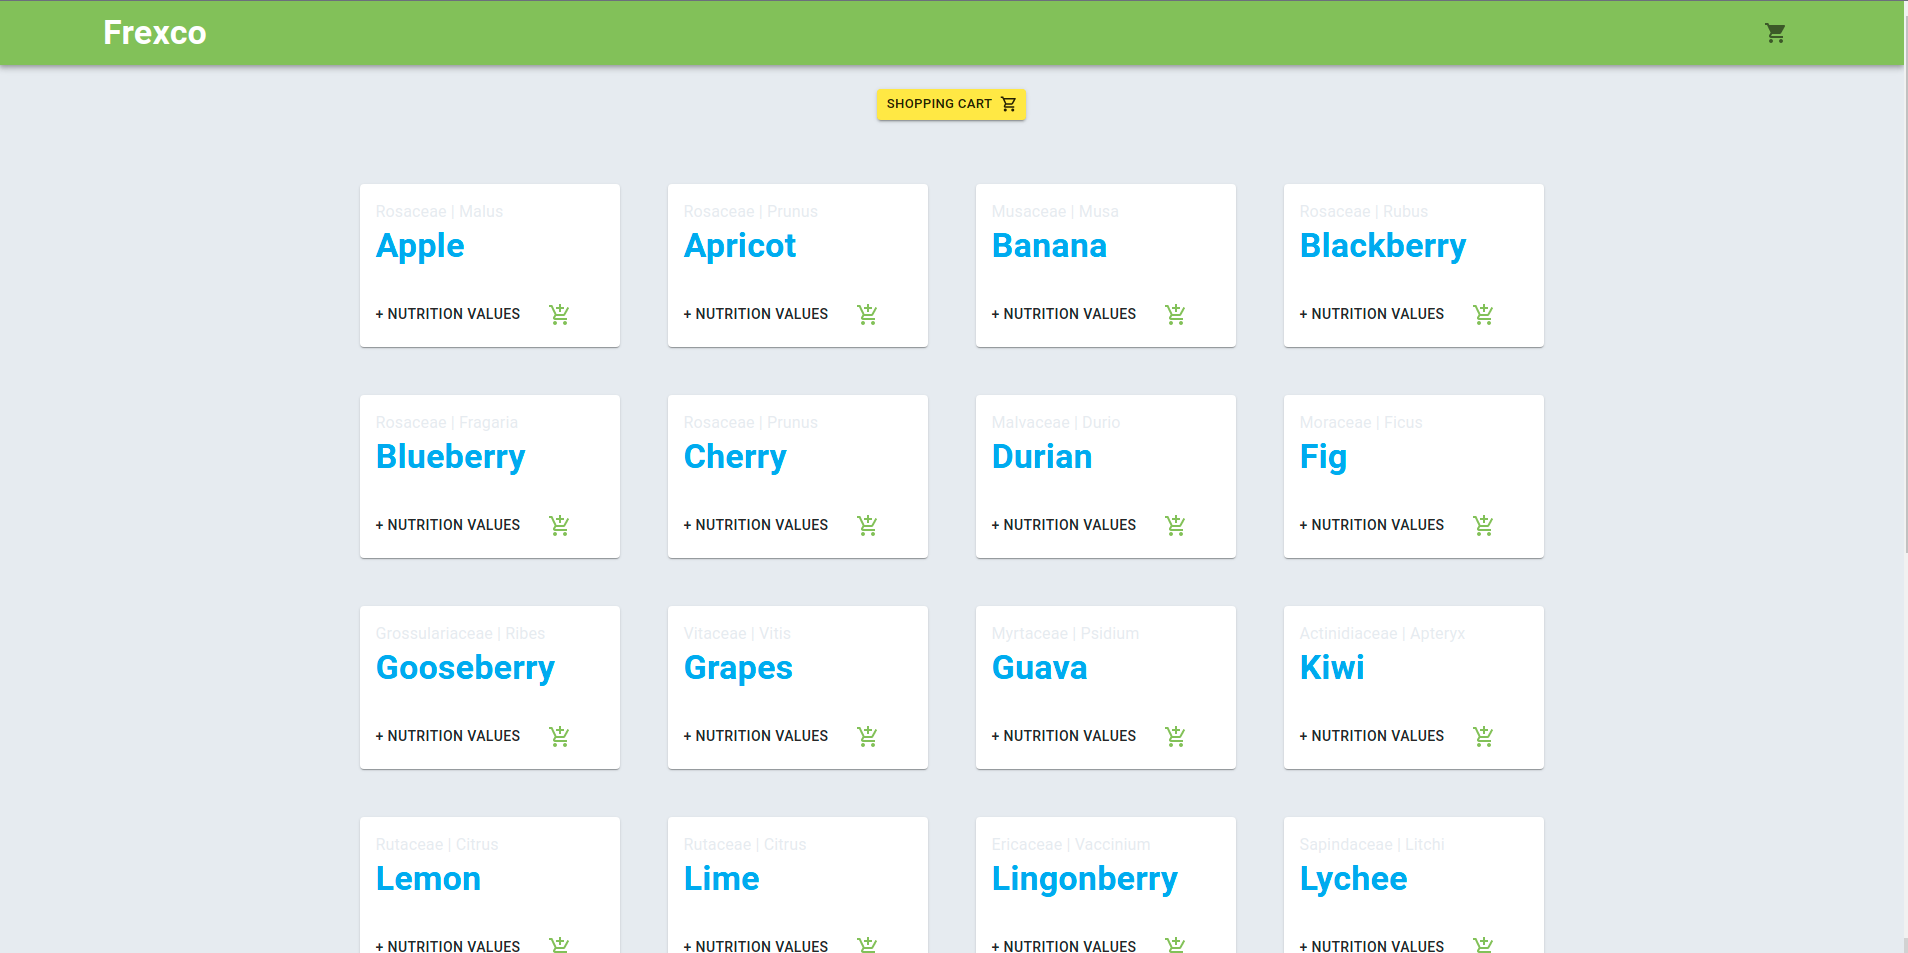 Frexco
SHOPPING CART
Rosaceae | Malus
Apple
+ NUTRITION VALUES
Rosaceae | Prunus
Apricot
+ NUTRITION VALUES
Musaceae | Musa
Banana
+ NUTRITION VALUES
Rosaceae | Rubus
Blackberry
+ NUTRITION VALUES
Rosaceae | Fragaria
Blueberry
+ NUTRITION VALUES
Rosaceae | Prunus
Cherry
+ NUTRITION VALUES
Malvaceae | Durio
Durian
+ NUTRITION VALUES
Moraceae | Ficus
Fig
+ NUTRITION VALUES
Grossulariaceae | Ribes
Gooseberry
+ NUTRITION VALUES
Vitaceae | Vitis
Grapes
+ NUTRITION VALUES
Myrtaceae | Psidium
Guava
+ NUTRITION VALUES
Actinidiaceae | Apteryx
Kiwi
+ NUTRITION VALUES
Rutaceae | Citrus
Lemon
+ NUTRITION VALUES
Rutaceae | Citrus
Lime
+ NUTRITION VALUES
Ericaceae | Vaccinium
Lingonberry
+ NUTRITION VALUES
Sapindaceae | Litchi
Lychee
+ NUTRITION VALUES